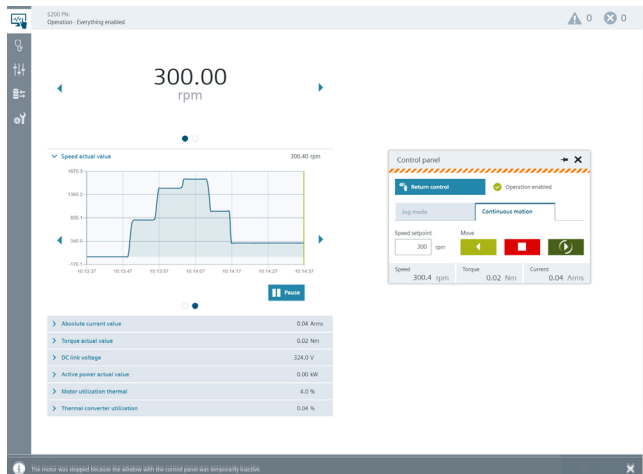 S200 PN:
Operation - Everything enabled
0
0
300.00
rpm
Speed actual value
300.40 rpm
1670.3
1260.2
800.1
340.0
-170.1
10:13:37
10:13:47
10:13:57
10:14:07
10:14:17
10:14:27
10:14:37
Pause
Absolute current value
0.04 Arms
Torque actual value
0.02 Nm
DC link voltage
324.0 V
Active power actual value
0.00 kW
Motor utilization thermal
4.0 %
Thermal converter utilization
0.04 %
Control panel
Return control
Operation enabled
Jog mode
Continuous motion
Speed setpoint
Move
300 rpm
Speed
Torque
Current
300.4 rpm
0.02 Nm
0.04 Arms
The motor was stopped because the window with the control panel was temporarily inactive.